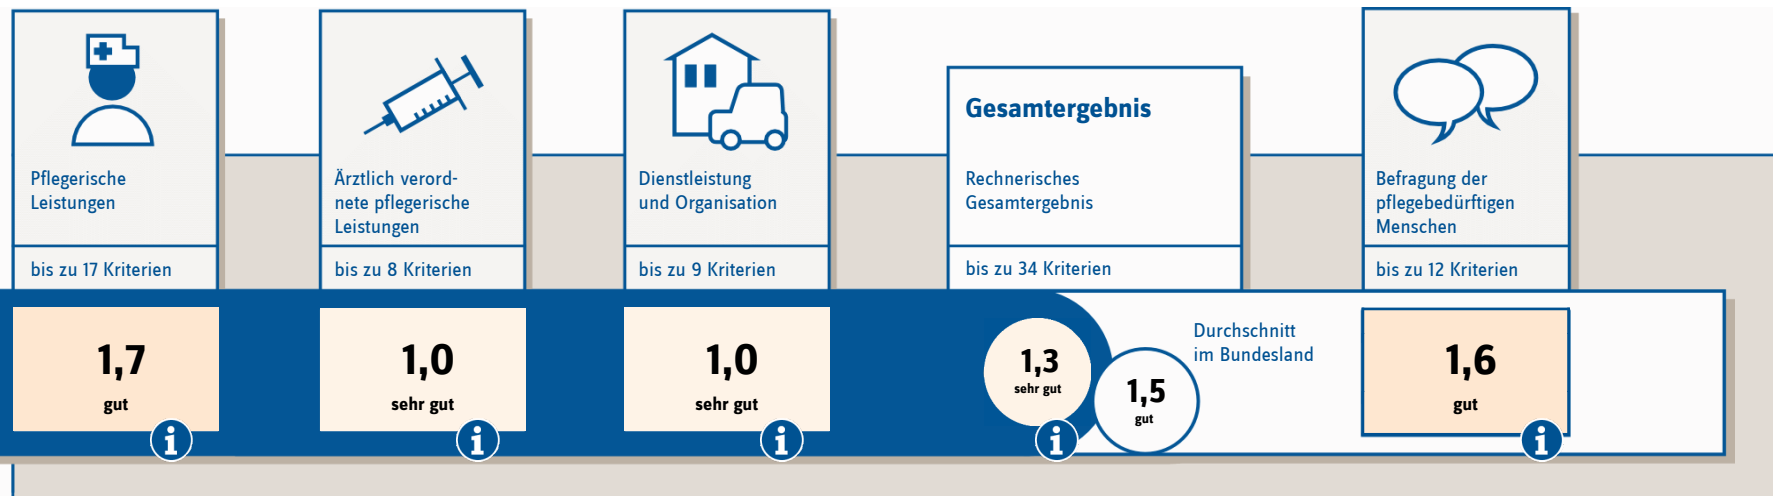 Pflegerische
Leistungen
bis zu 17 Kriterien
1,7
gut
Ärztlich verord-
nete pflegerische
Leistungen
bis zu 8 Kriterien
1,0
sehr gut
Dienstleistung
und Organisation
bis zu 9 Kriterien
1,0
sehr gut
Gesamtergebnis
Rechnerisches
Gesamtergebnis
bis zu 34 Kriterien
1,3
sehr gut
Durchschnitt
im Bundesland
1,5
gut
Befragung der
pflegebedürftigen
Menschen
bis zu 12 Kriterien
1,6
gut